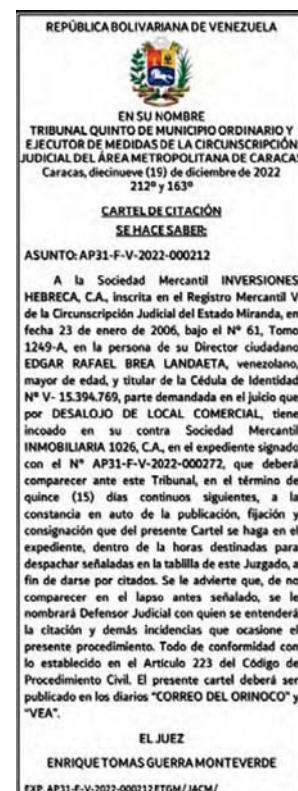 REPÚBLICA BOLIVARIANA DE VENEZUELA
EN SU NOMBRE
TRIBUNAL QUINTO DE MUNICIPIO ORDINARIO Y
EJECUTOR DE MEDIDAS DE LA CIRCUNSCRIPCIÓN
JUDICIAL DEL ÁREA METROPOLITANA DE CARACAS
Caracas, diecinueve (19) de diciembre de 2022
212º y 163º
CARTEL DE CITACIÓN
SE HACE SABER:
ASUNTO: AP31-F-V-2022-000212
A la Sociedad Mercantil INVERSIONES
HEBRECA, C.A., inscrita en el Registro Mercantil V
de la Circunscripción Judicial del Estado Miranda, en
fecha 23 de enero de 2006, bajo el Nº 61, Tomo
1249-A, en la persona de su Director ciudadano
EDGAR RAFAEL BREA LANDAETA, venezolano,
mayor de edad, y titular de la Cédula de Identidad
Nº V- 15.394.769, parte demandada en el juicio que
por DESALOJO DE LOCAL COMERCIAL, tiene
incoado en su contra Sociedad Mercantil
INMOBILIARIA 1026, C.A., en el expediente signado
con el Nº AP31-F-V-2022-000272, que deberá
comparecer ante este Tribunal, en el término de
quince (15) días continuos siguientes, a la
constancia en auto de la publicación, fijación y
consignación que del presente Cartel se haga en el
expediente, dentro de la horas destinadas para
despachar señaladas en la tablilla de este Juzgado, a
fin de darse por citados. Se le advierte que, de no
comparecer en el lapso antes señalado, se le
nombrará Defensor Judicial con quien se entenderá
la citación y demás incidencias que ocasione el
presente procedimiento. Todo de conformidad con
lo establecido en el Artículo 223 del Código de
Procedimiento Civil. El presente cartel deberá ser
publicado en los diarios "CORREO DEL ORINOCO" y
"VEA".
EL JUEZ
ENRIQUE TOMAS GUERRA MONTEVERDE
EXP. AP31-F-V-2022-000212 ETGM/ JACM/